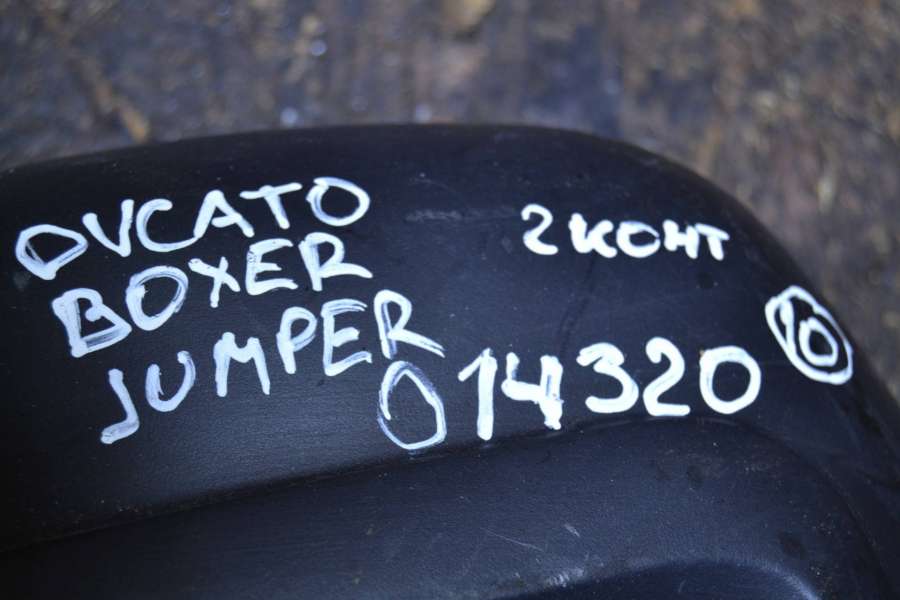 DVCATO
BOXER
JUMPER
2 КОНТ
014320
10